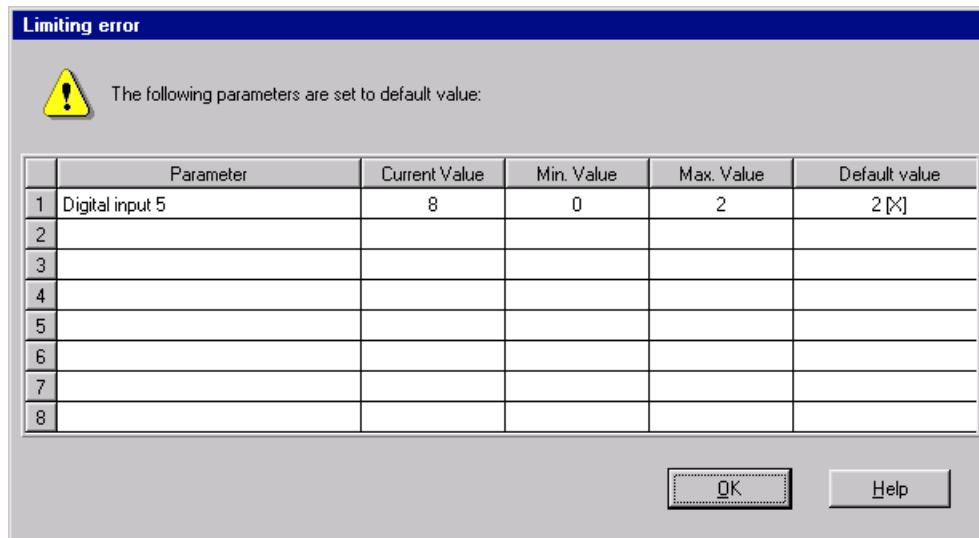 Limiting error
The following parameters are set to default value:
Parameter Current Value Min. Value Max. Value Default value
1 Digital input 5 8 0 2 2 [X]
2
3
4
5
6
7
8
OK Help